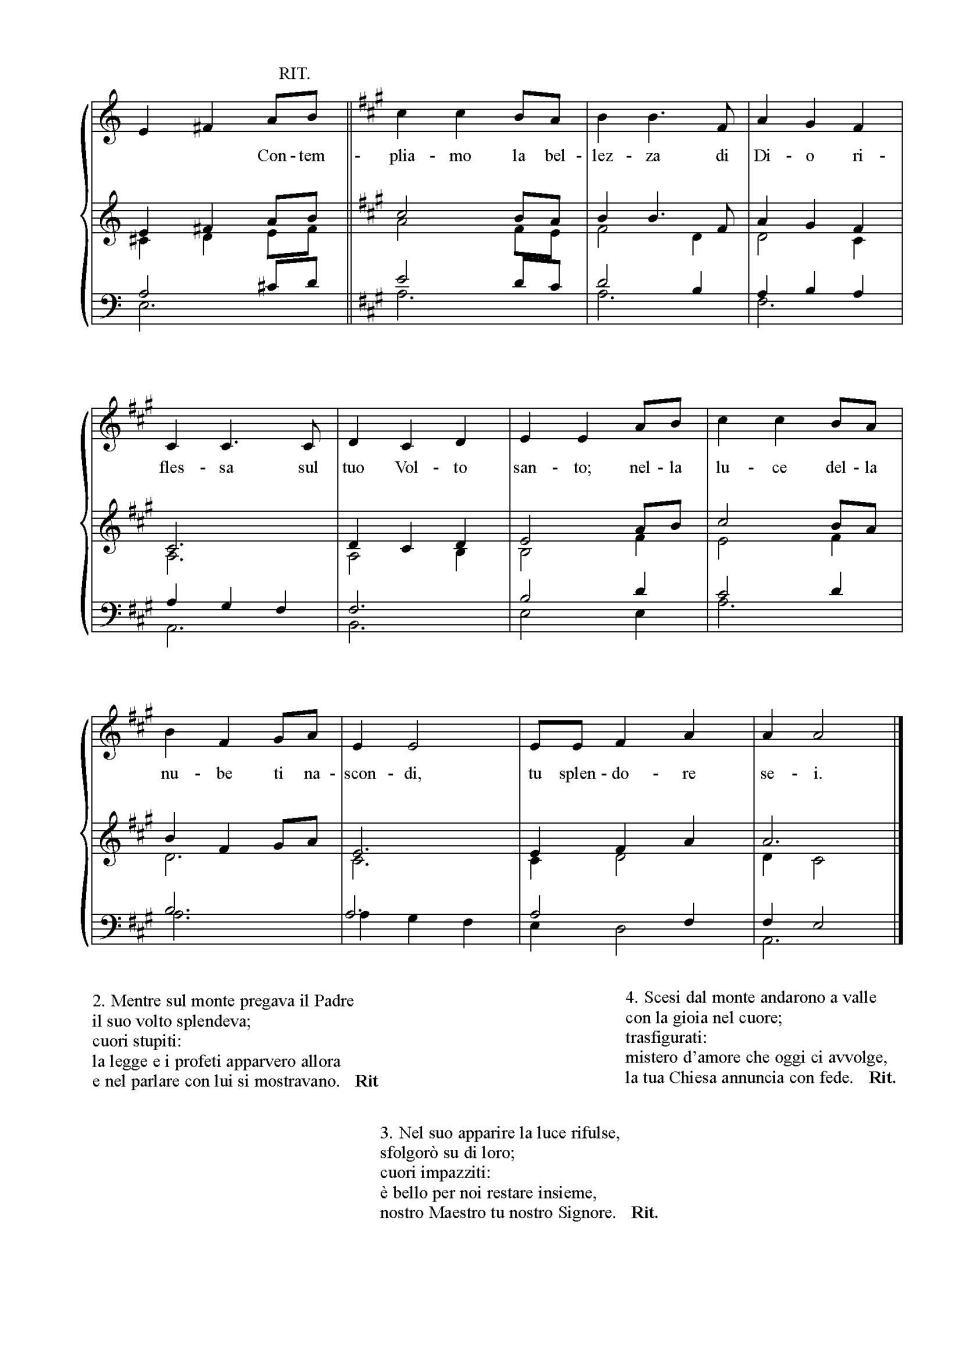 RIT.
Con - tem - plia - mo la bel - lez - za di Di - o ri -
fles - sa sul tuo Vol - to san - to; nel - la lu - ce del - la
nu - be ti na - scon - di, tu splen - do - re se - i.
2. Mentre sul monte pregava il Padre
il suo volto splendeva;
cuori stupiti:
la legge e i profeti apparvero allora
e nel parlare con lui si mostravano. Rit
4. Scesi dal monte andarono a valle
con la gioia nel cuore;
trasfigurati:
mistero d'amore che oggi ci avvolge,
la tua Chiesa annuncia con fede. Rit.
3. Nel suo apparire la luce rifulse,
sfolgorò su di loro;
cuori impazziti:
è bello per noi restare insieme,
nostro Maestro tu nostro Signore. Rit.